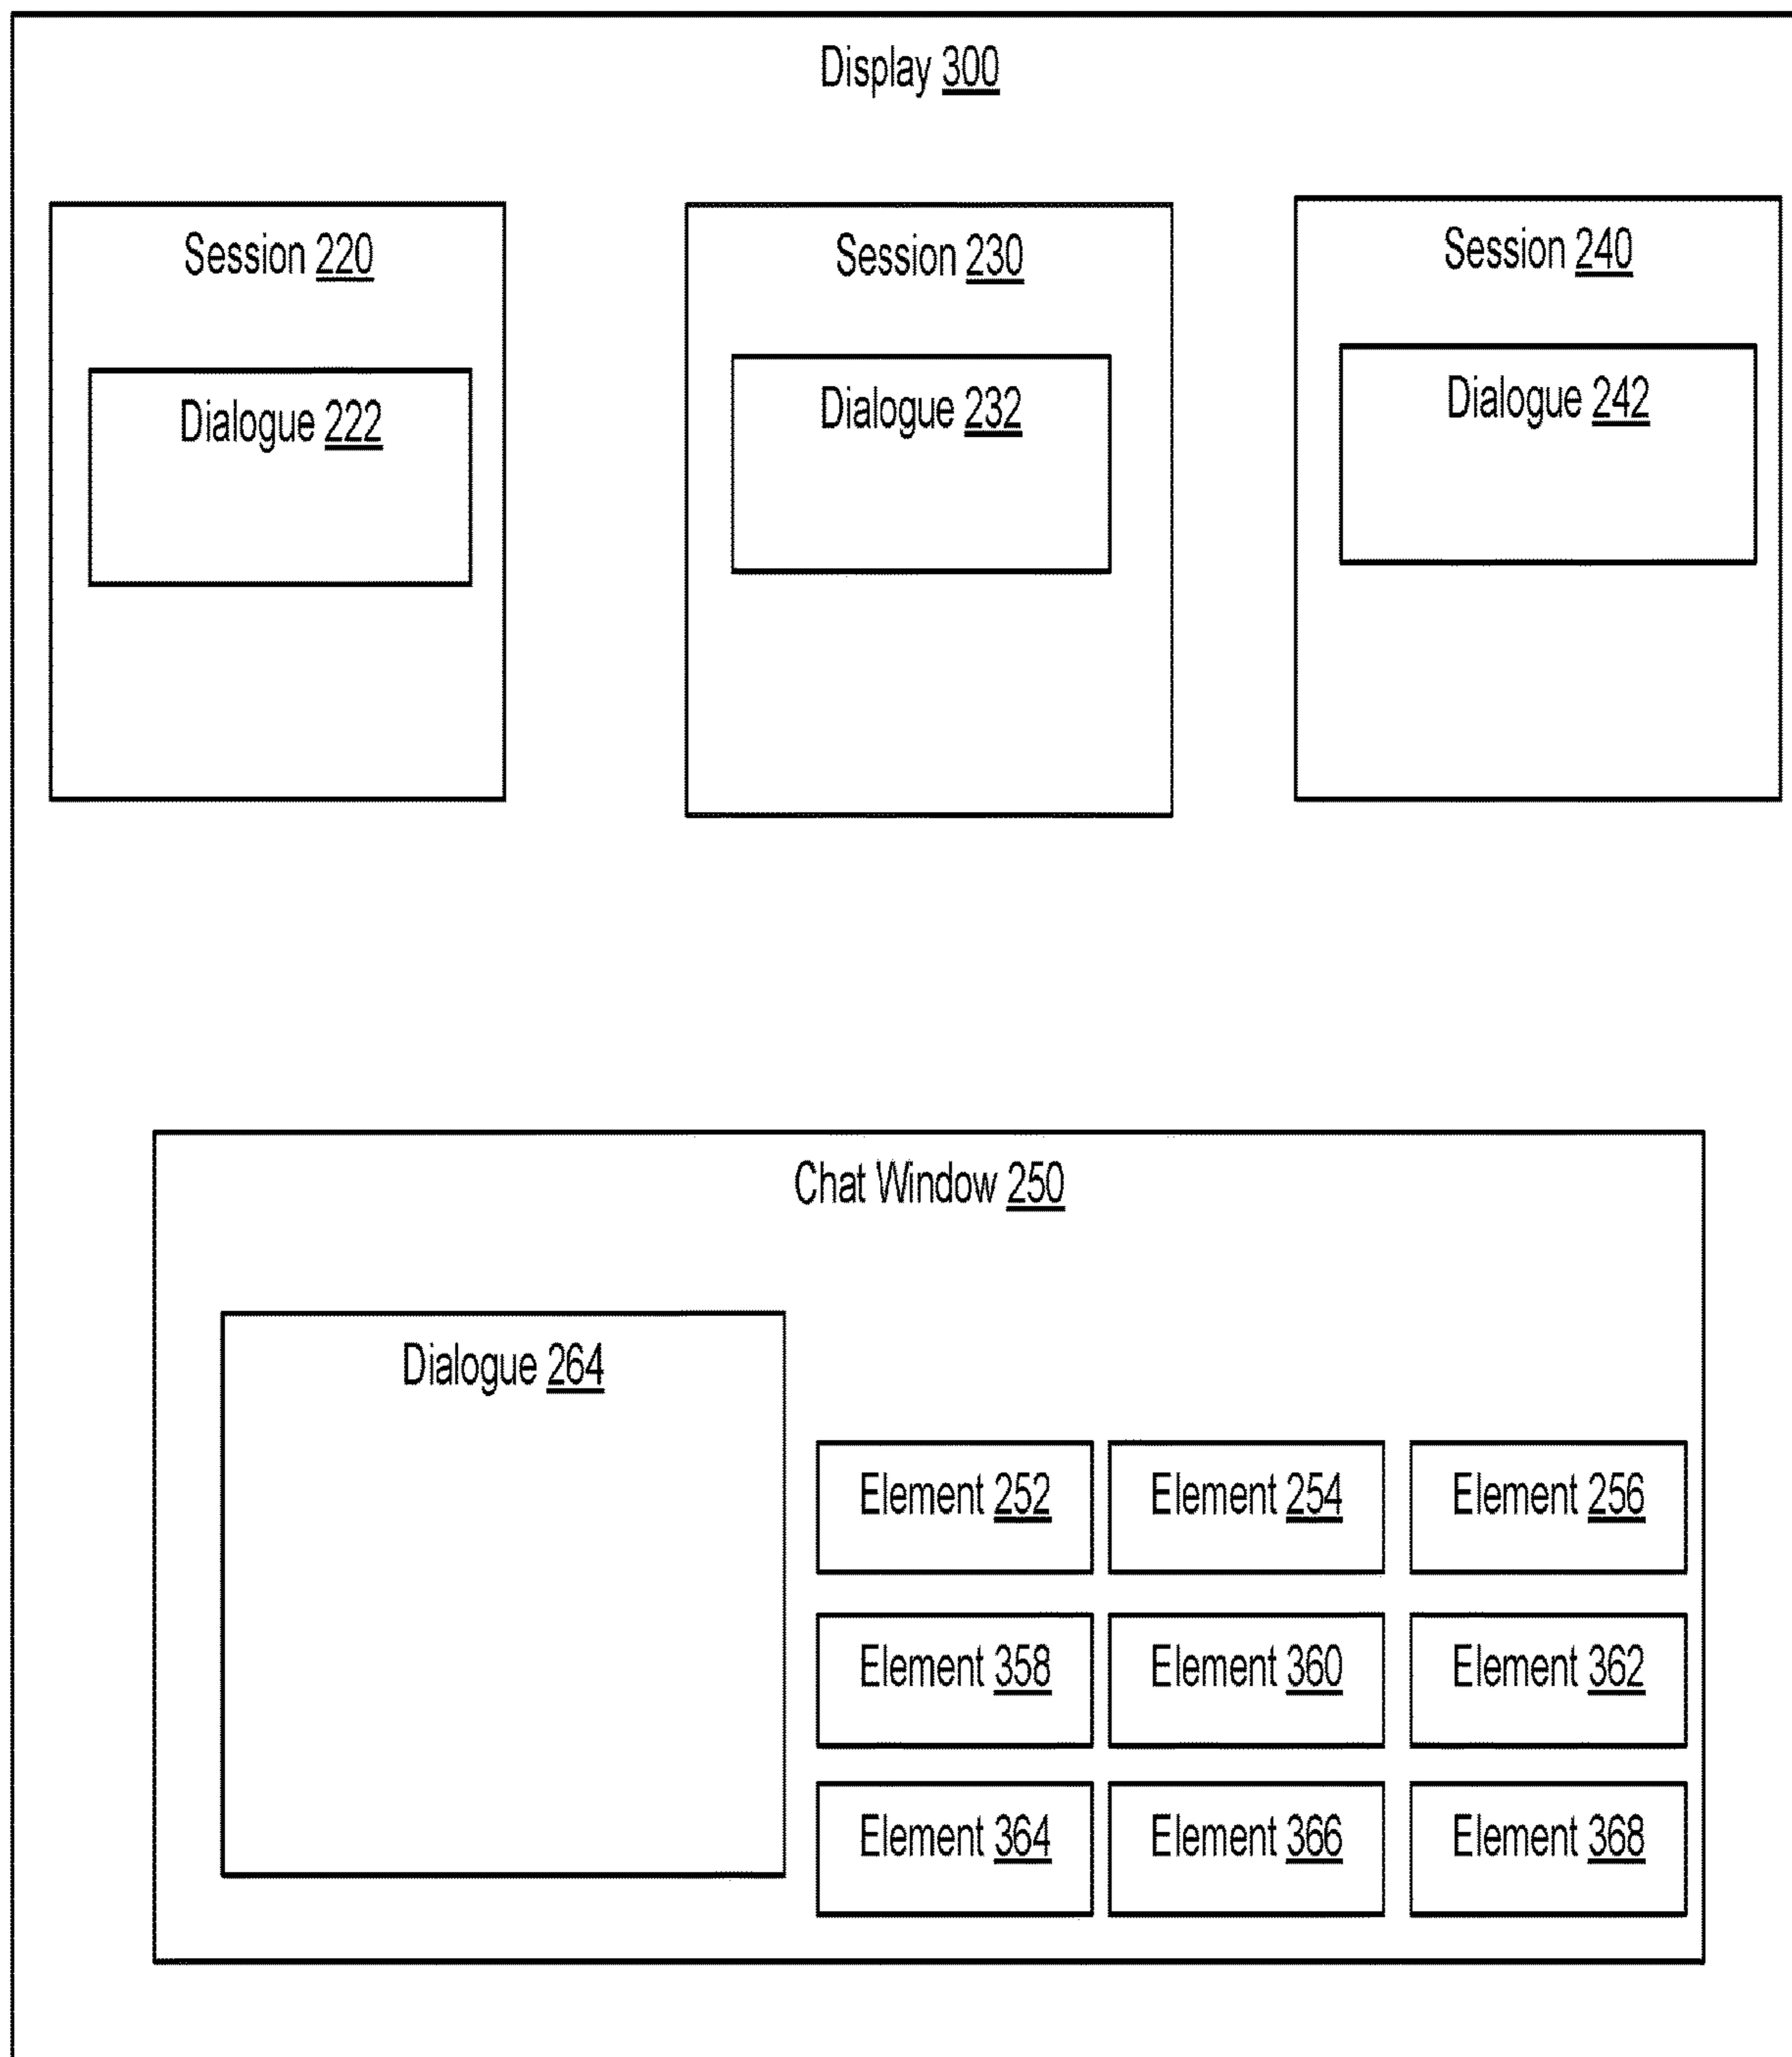 Display 300
Session 220
Session 230
Session 240
Dialogue 222
Dialogue 232
Dialogue 242
Chat Window 250
Dialogue 264
Element 252
Element 254
Element 256
Element 358
Element 360
Element 362
Element 364
Element 366
Element 368